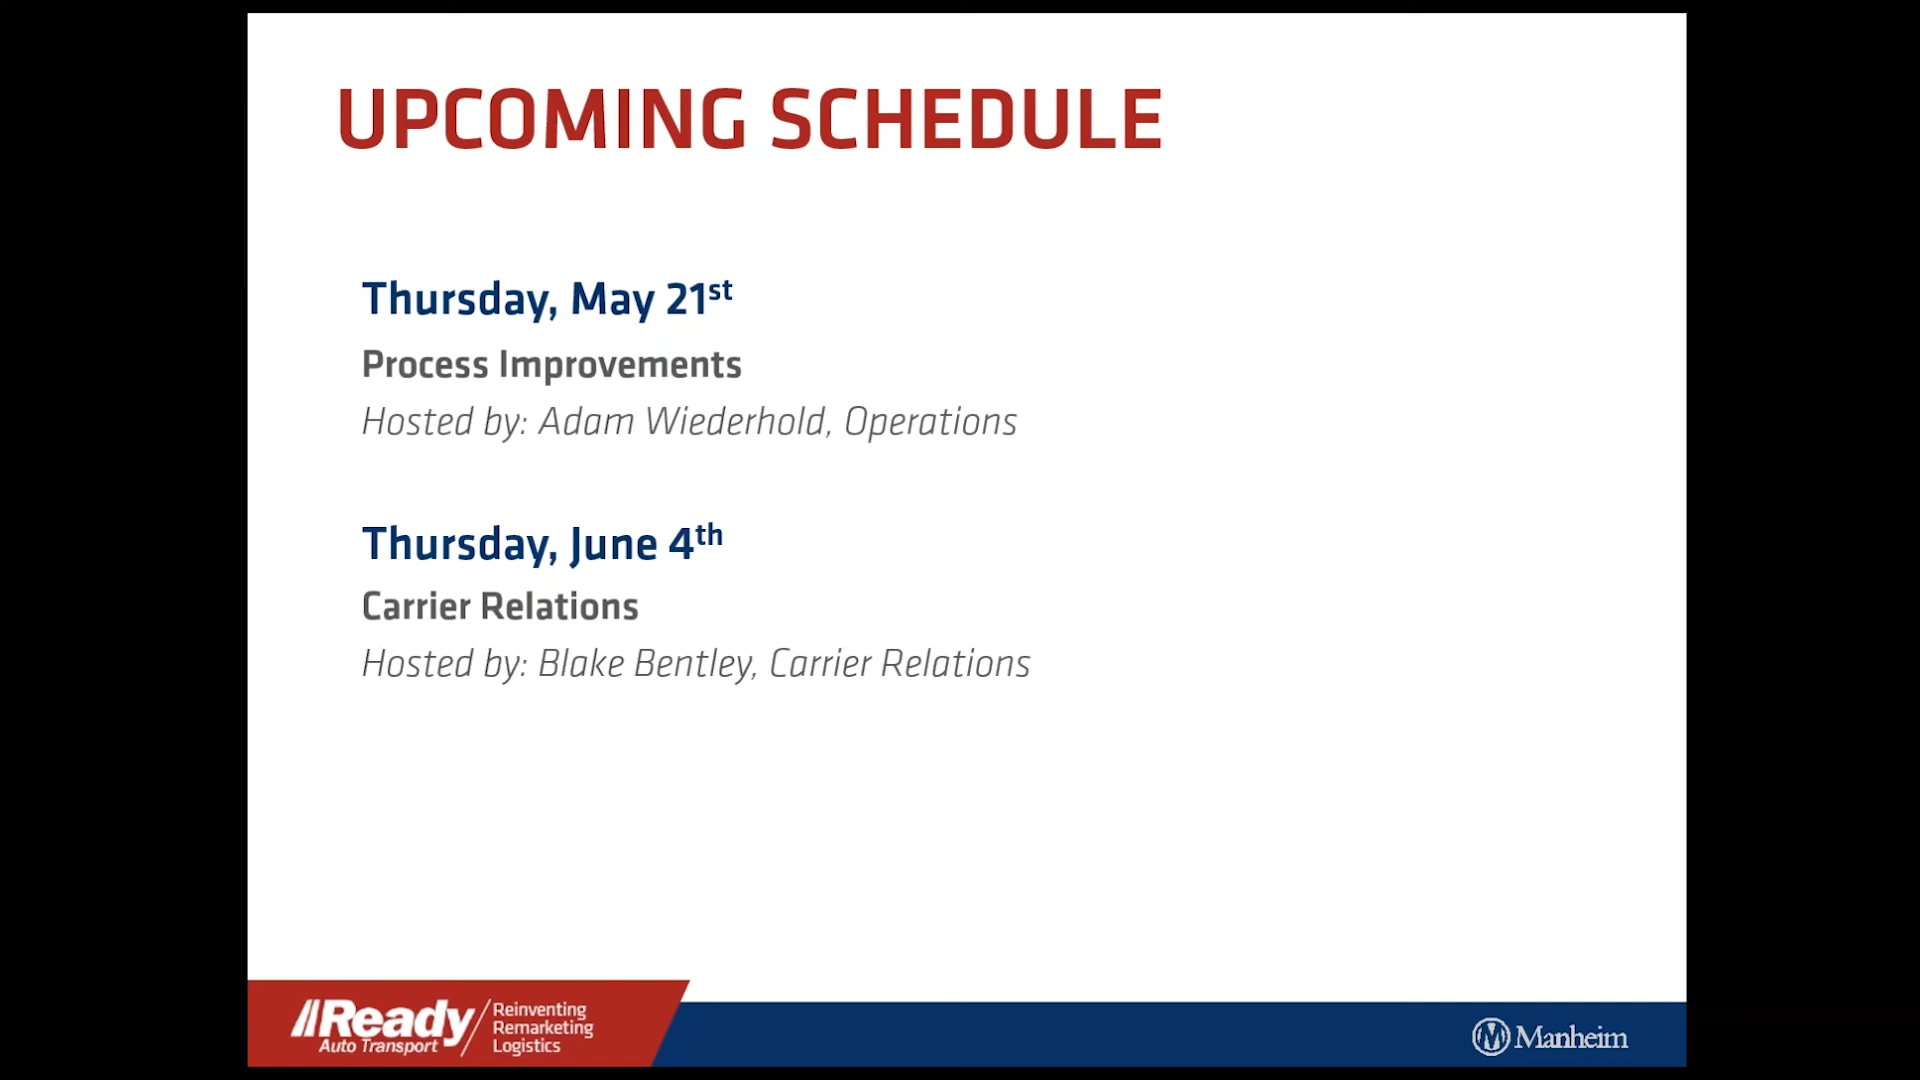 UPCOMING SCHEDULE
Thursday, May 21st
Process Improvements
Hosted by: Adam Wiederhold, Operations
Thursday, June 4th
Carrier Relations
Hosted by: Blake Bentley, Carrier Relations
Ready
Auto Transport
Reinventing
Remarketing
Logistics
Manheim